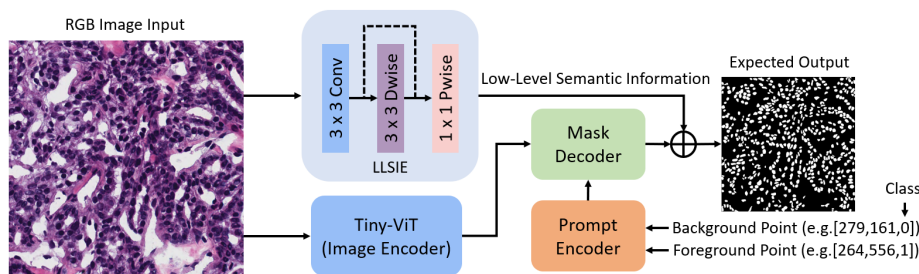 RGB Image Input
3 x 3 Conv
3 x 3 Dwise
1 x 1 Pwise
LLSIE
Low-Level Semantic Information
Expected Output
Mask
Decoder
Class
Tiny-ViT
(Image Encoder)
Prompt
Encoder
Background Point (e.g.[279,161,0])
Foreground Point (e.g.[264,556,1])